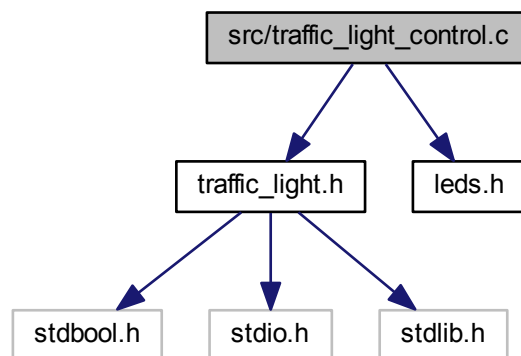 src/traffic_light_control.c
traffic_light.h
leds.h
stdbool.h
stdio.h
stdlib.h